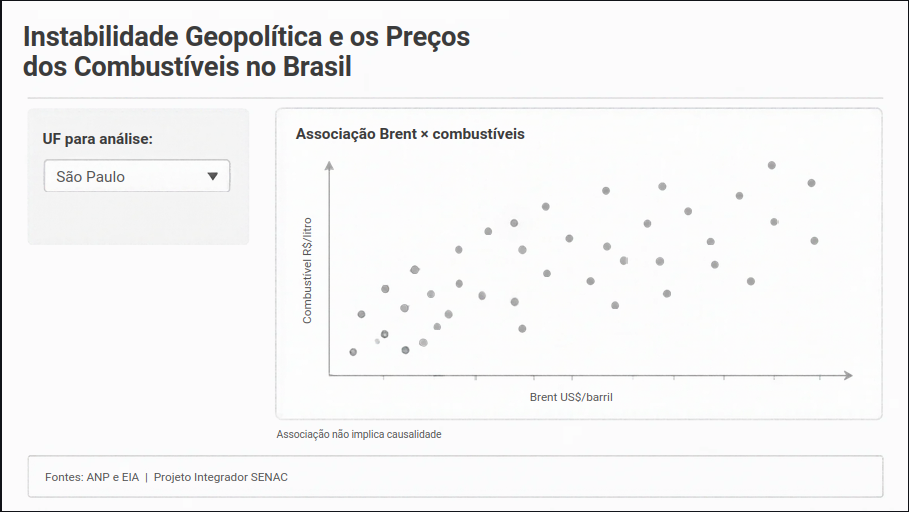 Instabilidade Geopolítica e os Preços
dos Combustíveis no Brasil
UF para análise:
São Paulo
Associação Brent × combustíveis
Combustível R$/litro
Brent US$/barril
Associação não implica causalidade
Fontes: ANP e EIA | Projeto Integrador SENAC